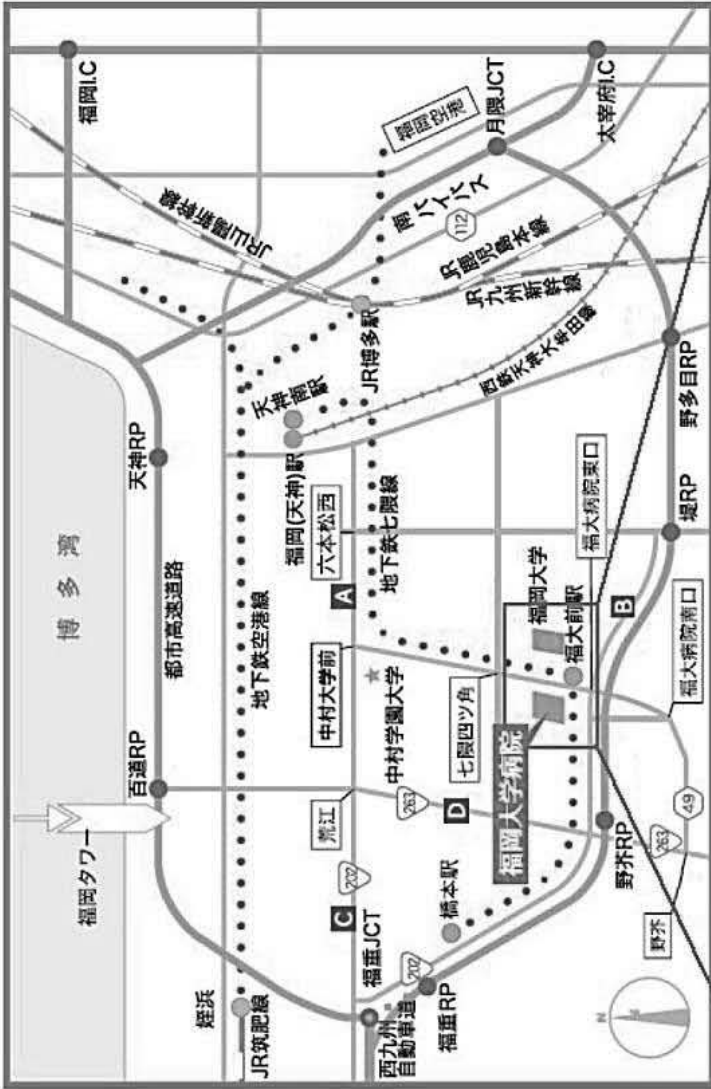 博多湾
福岡タワー
百道RP
天神RP
福岡I.C
都市高速道路
姪浜
JR筑肥線
地下鉄空港線
JR山陽新幹線
天神南駅
福岡(天神)駅
JR博多駅
福岡空港
南バイパス
112
月隈JCT
太宰府I.C
JR鹿児島本線
JR九州新幹線
西鉄天神大牟田線
西九州
自動車道
福重JCT
C
202
荒江
中村大学前
A
六本松西
地下鉄七隈線
中村学園大学
263
D
橋本駅
202
福重RP
七隈四ツ角
福岡大学病院
福岡大学
福大前駅
福大病院東口
B
野芥RP
堤RP
野多目RP
福大病院南口
263
49
野芥
N